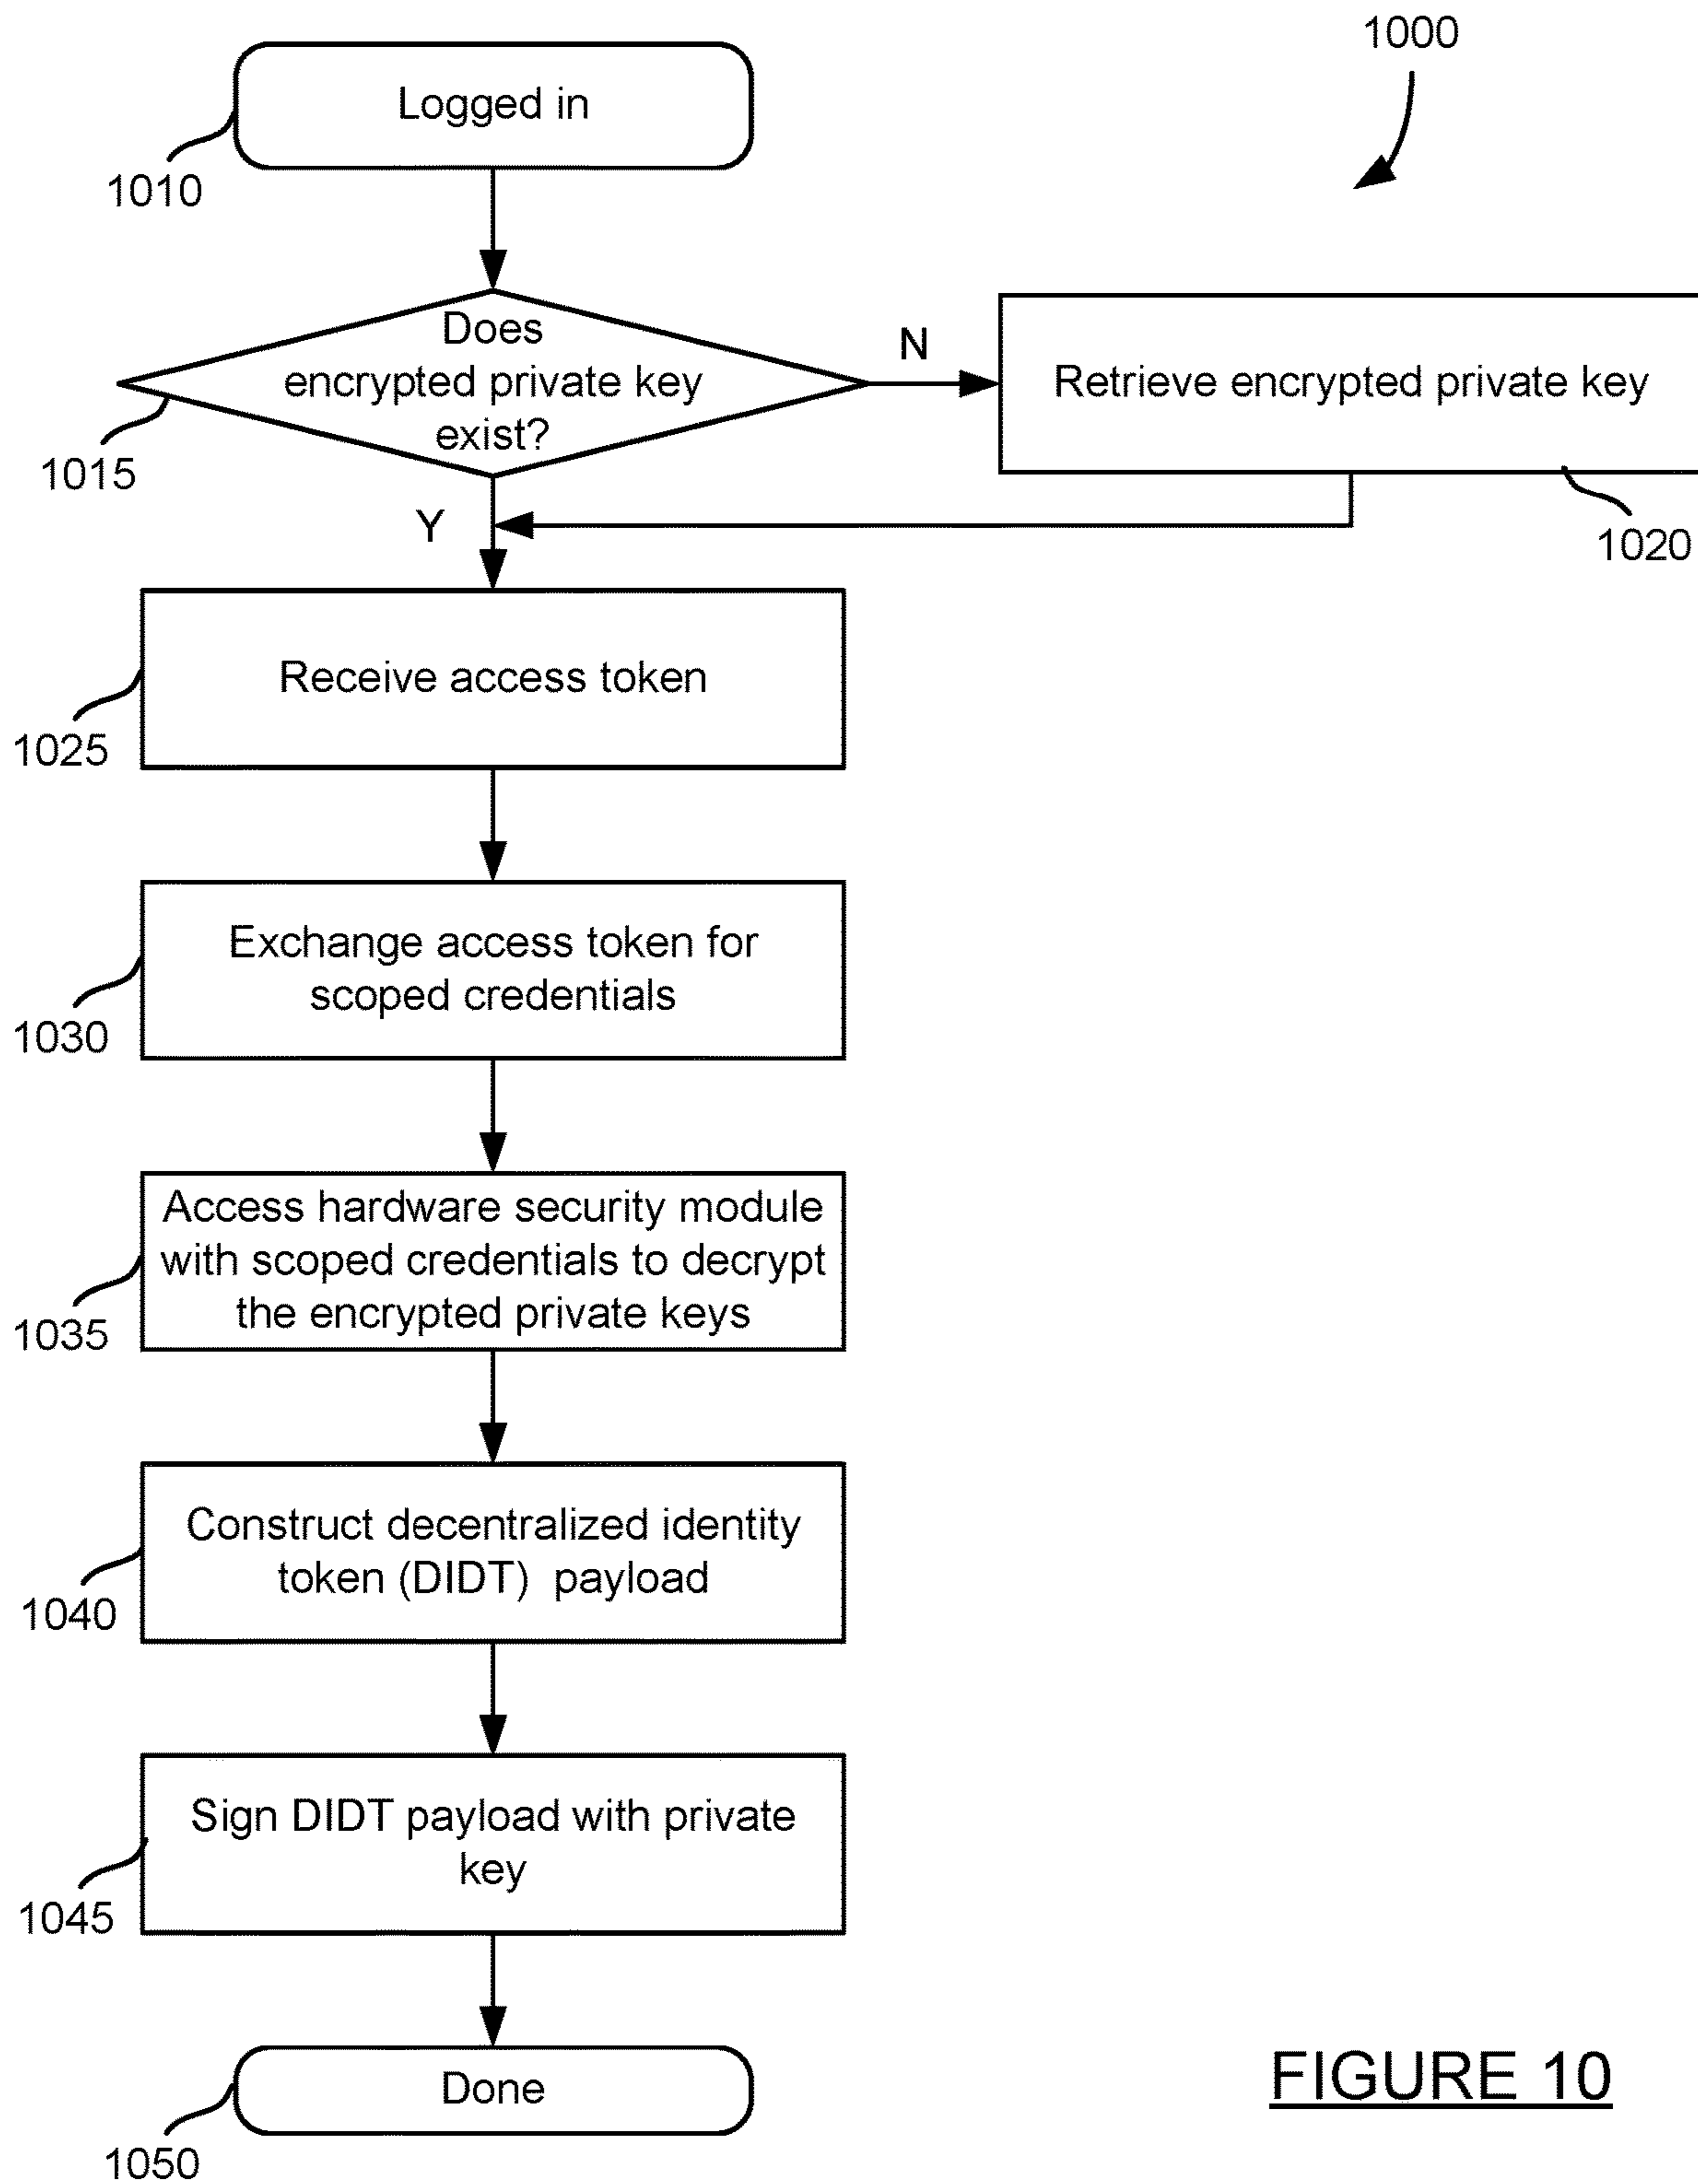 1000
Logged in
1010
Does
encrypted private key
exist?
1015
N
Retrieve encrypted private key
1020
Y
Receive access token
1025
Exchange access token for
scoped credentials
1030
Access hardware security module
with scoped credentials to decrypt
the encrypted private keys
1035
Construct decentralized identity
token (DIDT) payload
1040
Sign DIDT payload with private
key
1045
Done
1050
FIGURE 10